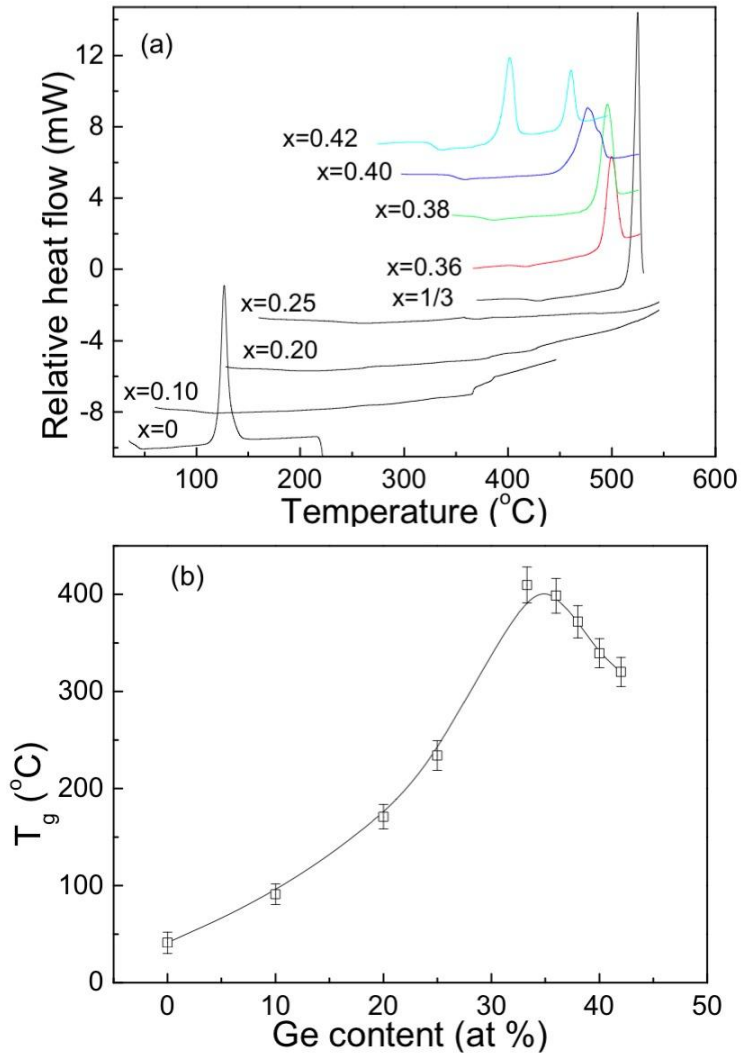 (a)
12
8
4
0
-4
-8
Relative heat flow (mW)
x=0.42
x=0.40
x=0.38
x=0.36
x=1/3
x=0.25
x=0.20
x=0.10
x=0
0 100 200 300 400 500 600
Temperature (°C)
(b)
400
300
200
100
0
Tg (°C)
0 10 20 30 40 50
Ge content (at %)